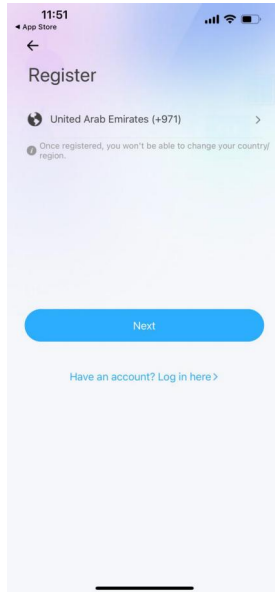 11:51
◀ App Store
Register
United Arab Emirates (+971)
Once registered, you won't be able to change your country/
region.
Next
Have an account? Log in here >